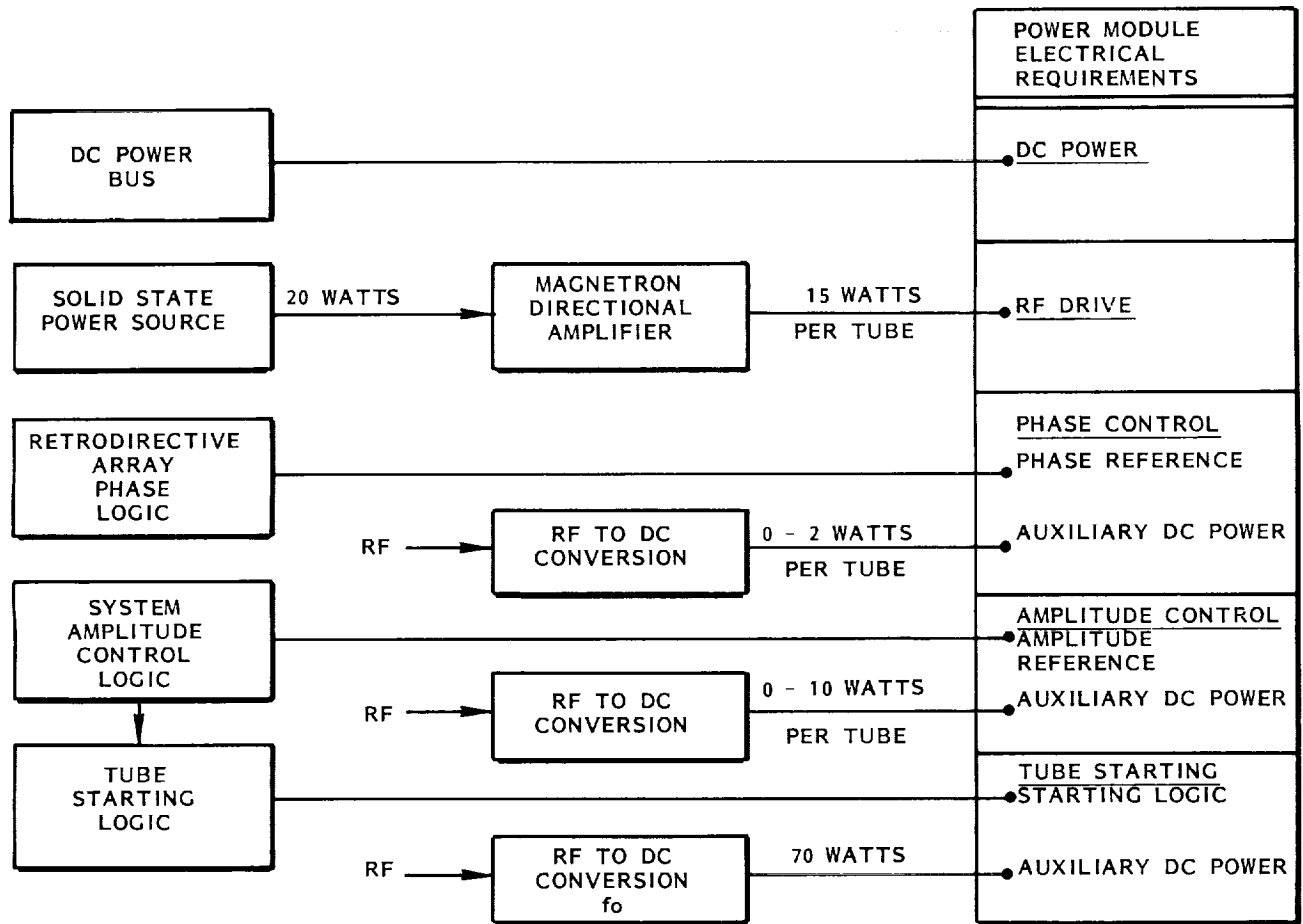 POWER MODULE
ELECTRICAL
REQUIREMENTS
DC POWER
BUS
DC POWER
SOLID STATE
POWER SOURCE
20 WATTS
MAGNETRON
DIRECTIONAL
AMPLIFIER
15 WATTS
PER TUBE
RF DRIVE
RETRODIRECTIVE
ARRAY
PHASE
LOGIC
PHASE CONTROL
PHASE REFERENCE
RF
RF TO DC
CONVERSION
0 - 2 WATTS
PER TUBE
AUXILIARY DC POWER
SYSTEM
AMPLITUDE
CONTROL
LOGIC
AMPLITUDE CONTROL
AMPLITUDE
REFERENCE
RF
RF TO DC
CONVERSION
0 - 10 WATTS
PER TUBE
AUXILIARY DC POWER
TUBE
STARTING
LOGIC
TUBE STARTING
STARTING LOGIC
RF
RF TO DC
CONVERSION
fo
70 WATTS
AUXILIARY DC POWER